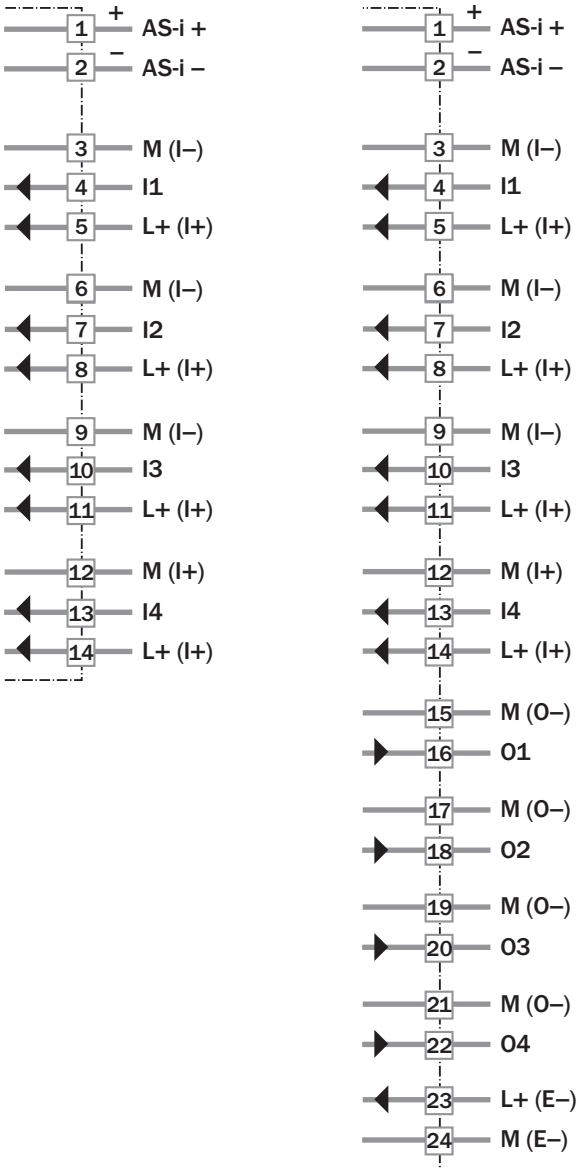 +
1 AS-i +
–
2 AS-i –
3 M (I–)
4 I1
5 L+ (I+)
6 M (I–)
7 I2
8 L+ (I+)
9 M (I–)
10 I3
11 L+ (I+)
12 M (I+)
13 I4
14 L+ (I+)
+
1 AS-i +
–
2 AS-i –
3 M (I–)
4 I1
5 L+ (I+)
6 M (I–)
7 I2
8 L+ (I+)
9 M (I–)
10 I3
11 L+ (I+)
12 M (I+)
13 I4
14 L+ (I+)
15 M (O–)
16 O1
17 M (O–)
18 O2
19 M (O–)
20 O3
21 M (O–)
22 O4
23 L+ (E–)
24 M (E–)